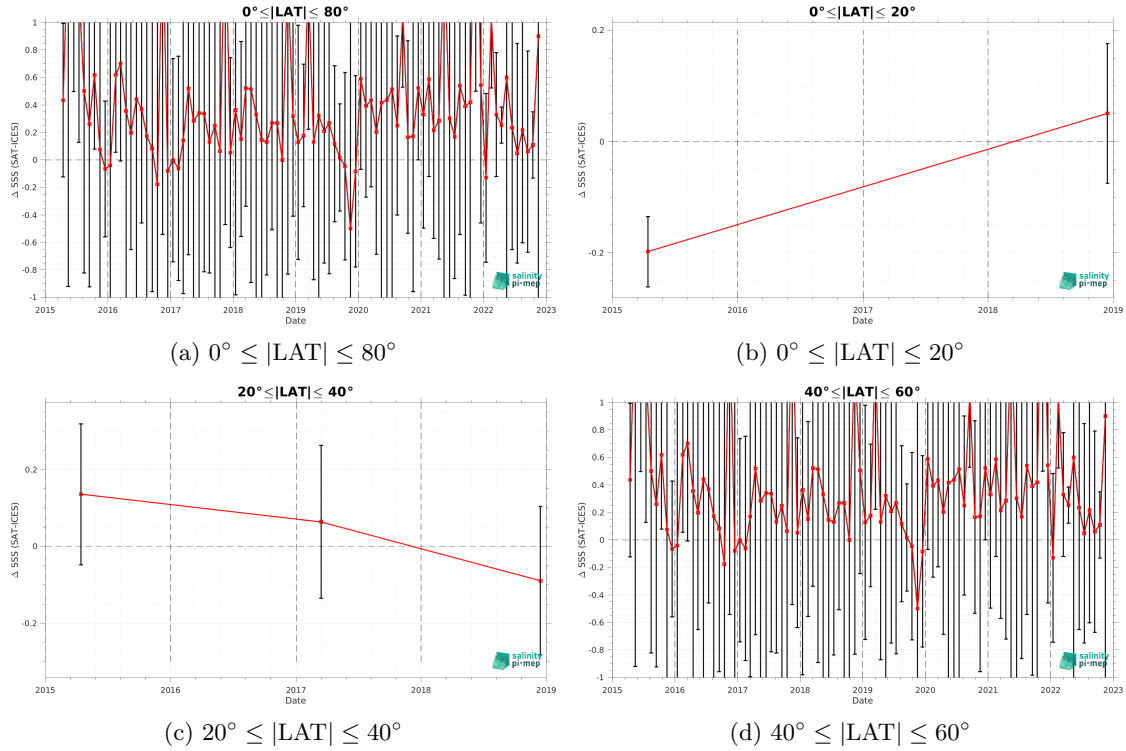 0°≤|LAT|≤ 80°
Δ SSS (SAT-ICES)
1
0.8
0.6
0.4
0.2
0
-0.2
-0.4
-0.6
-0.8
-1
2015 2016 2017 2018 2019 2020 2021 2022 2023
Date
salinity
pi-mep
(a) 0° ≤ |LAT| ≤ 80°
0°≤|LAT|≤ 20°
Δ SSS (SAT-ICES)
0.2
0
-0.2
2015 2016 2017 2018 2019
Date
salinity
pi-mep
(b) 0° ≤ |LAT| ≤ 20°
20°≤|LAT|≤ 40°
Δ SSS (SAT-ICES)
0.2
0
-0.2
2015 2016 2017 2018 2019
Date
salinity
pi-mep
(c) 20° ≤ |LAT| ≤ 40°
40°≤|LAT|≤ 60°
Δ SSS (SAT-ICES)
1
0.8
0.6
0.4
0.2
0
-0.2
-0.4
-0.6
-0.8
-1
2015 2016 2017 2018 2019 2020 2021 2022 2023
Date
salinity
pi-mep
(d) 40° ≤ |LAT| ≤ 60°